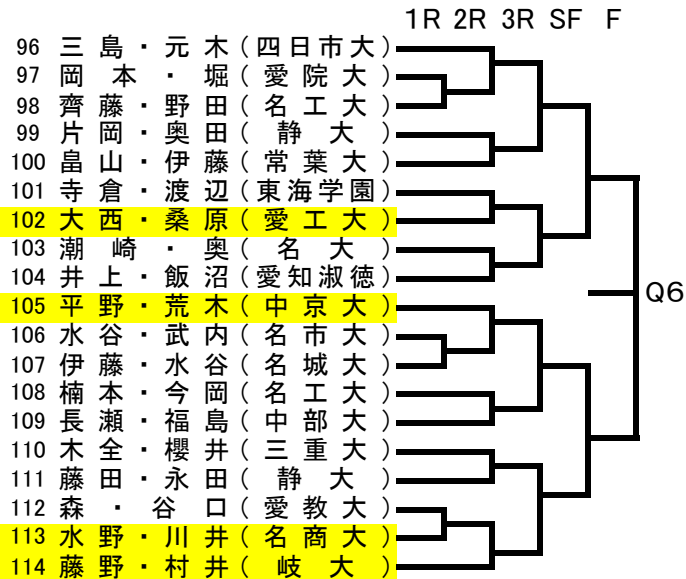 1R 2R 3R SF F
96 三島・元木(四日市大)
97 岡本・堀(愛院大)
98 齊藤・野田(名工大)
99 片岡・奥田(静大)
100 畠山・伊藤(常葉大)
101 寺倉・渡辺(東海学園)
102 大西・桑原(愛工大)
103 潮崎・奥(名大)
104 井上・飯沼(愛知淑徳)
105 平野・荒木(中京大)
Q6
106 水谷・武内(名市大)
107 伊藤・水谷(名城大)
108 楠本・今岡(名工大)
109 長瀬・福島(中部大)
110 木全・櫻井(三重大)
111 藤田・永田(静大)
112 森・谷口(愛教大)
113 水野・川井(名商大)
114 藤野・村井(岐大)